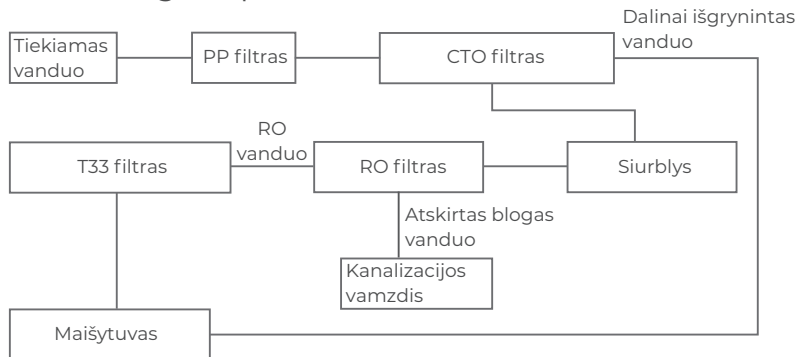 Dalinai išgrynintas
vanduo
Tiekiamas
vanduo
PP filtras
CTO filtras
RO
vanduo
T33 filtras
RO filtras
Siurblys
Atskirtas blogas
vanduo
Kanalizacijos
vamzdis
Maišytuvas